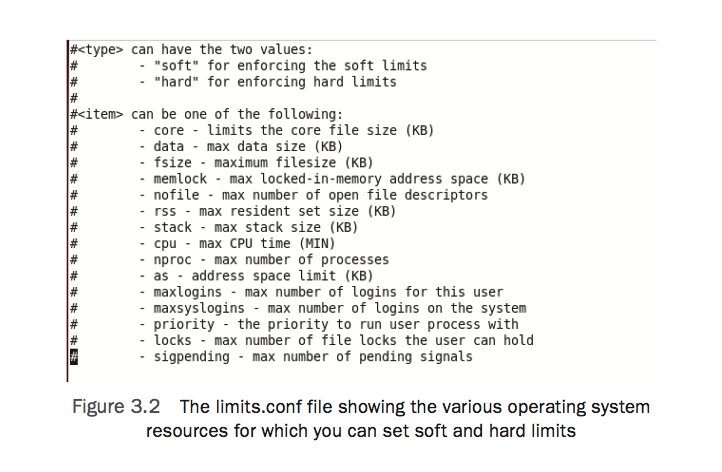 #<type> can have the two values:
# - "soft" for enforcing the soft limits
# - "hard" for enforcing hard limits
#
#<item> can be one of the following:
# - core - limits the core file size (KB)
# - data - max data size (KB)
# - fsize - maximum filesize (KB)
# - memlock - max locked-in-memory address space (KB)
# - nofile - max number of open file descriptors
# - rss - max resident set size (KB)
# - stack - max stack size (KB)
# - cpu - max CPU time (MIN)
# - nproc - max number of processes
# - as - address space limit (KB)
# - maxlogins - max number of logins for this user
# - maxsyslogins - max number of logins on the system
# - priority - the priority to run user process with
# - locks - max number of file locks the user can hold
# - sigpending - max number of pending signals
Figure 3.2 The limits.conf file showing the various operating system
resources for which you can set soft and hard limits